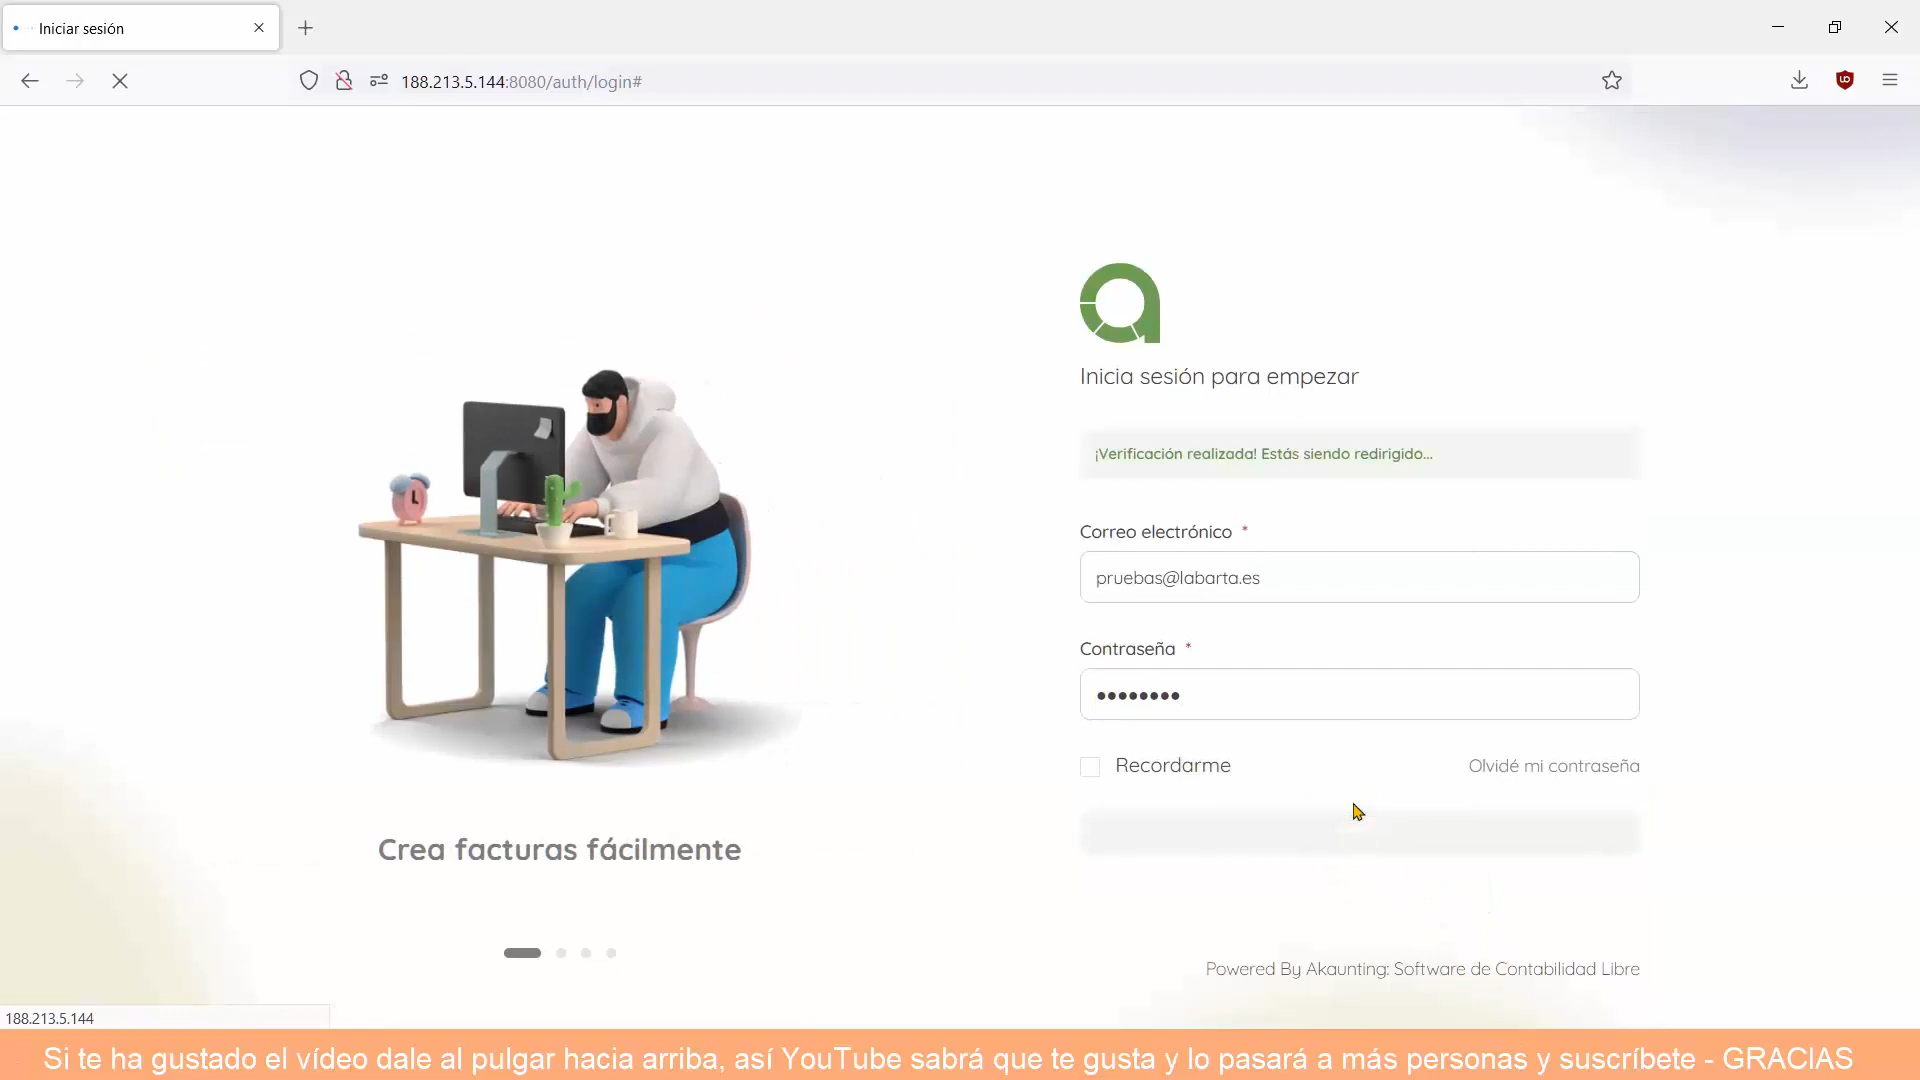 Iniciar sesión
188.213.5.144:8080/auth/login#
Inicia sesión para empezar
¡Verificación realizada! Estás siendo redirigido...
Correo electrónico *
pruebas@labarta.es
Contraseña *
••••••••
Recordarme
Olvidé mi contraseña
Crea facturas fácilmente
Powered By Akaunting: Software de Contabilidad Libre
188.213.5.144
Si te ha gustado el vídeo dale al pulgar hacia arriba, así YouTube sabrá que te gusta y lo pasará a más personas y suscríbete - GRACIAS